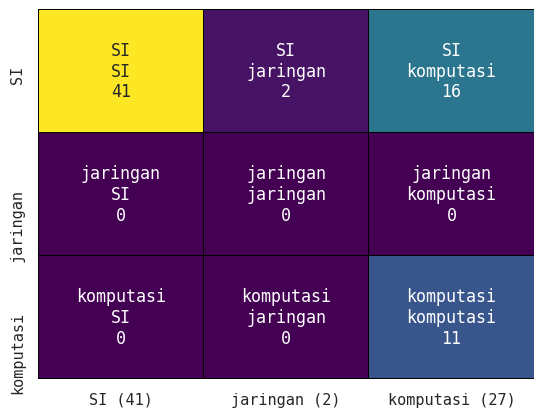 SI
SI
SI
41
SI
jaringan
2
SI
komputasi
16
jaringan
jaringan
SI
0
jaringan
jaringan
0
jaringan
komputasi
0
komputasi
komputasi
SI
0
komputasi
jaringan
0
komputasi
komputasi
11
SI (41)
jaringan (2)
komputasi (27)